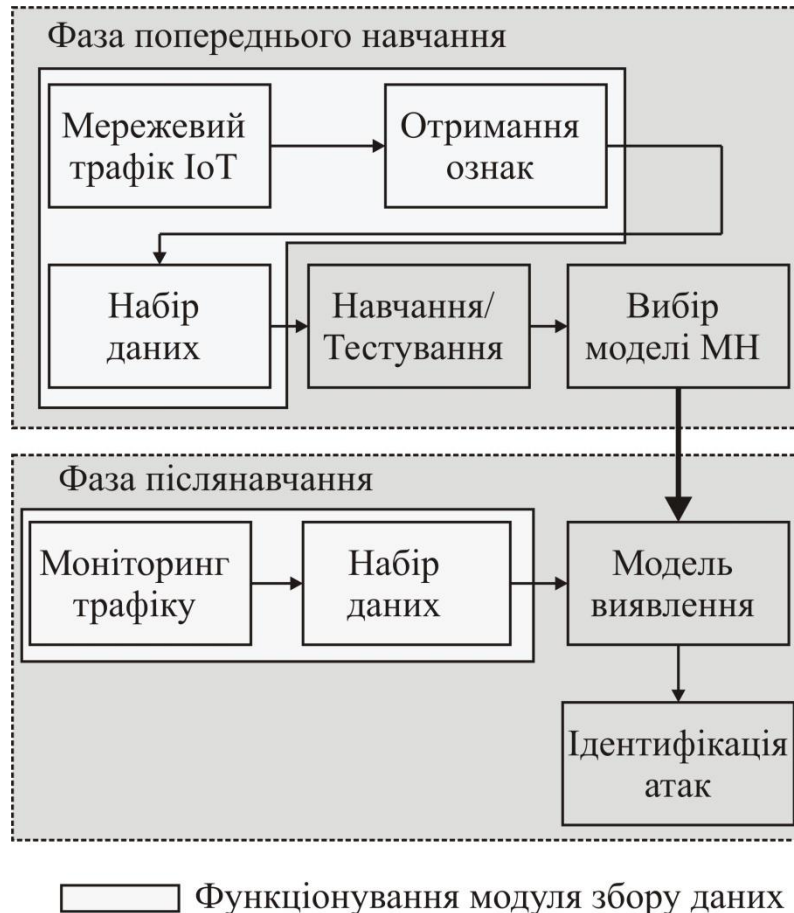 Фаза попереднього навчання
Мережевий
трафік IoT
Отримання
ознак
Набір
даних
Навчання/
Тестування
Вибір
моделі МН
Фаза післянавчання
Моніторинг
трафіку
Набір
даних
Модель
виявлення
Ідентифікація
атак
Функціонування модуля збору даних